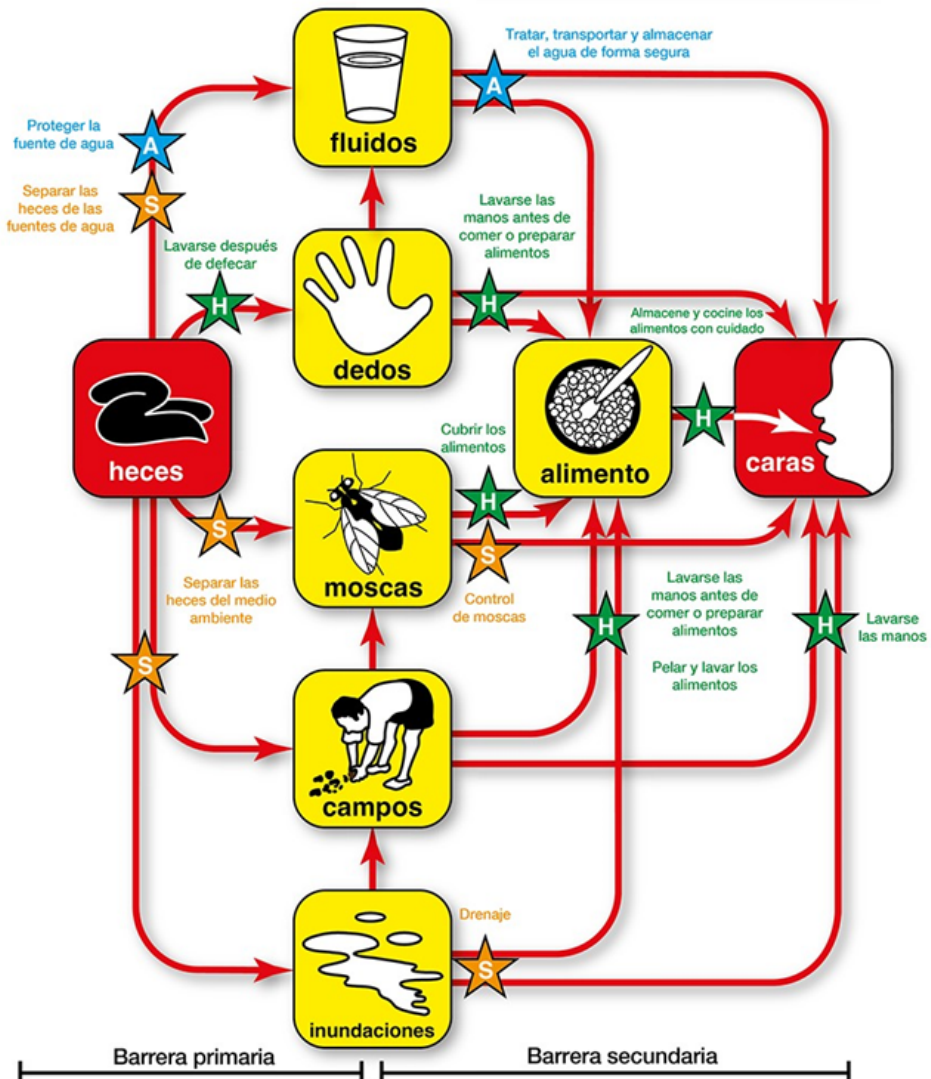 Tratar, transportar y almacenar
el agua de forma segura
A
fluidos
Proteger la
fuente de agua
A
Separar las
heces de las
fuentes de agua
S
Lavarse después
de defecar
H
Lavarse las
manos antes de
comer o preparar
alimentos
H
dedos
Almacene y cocine los
alimentos con cuidado
heces
alimento
H
caras
Cubrir los
alimentos
H
S
moscas
S
Separar las
heces del medio
ambiente
Control
de moscas
Lavarse las
manos antes de
comer o preparar
alimentos
Pelar y lavar los
alimentos
H
H
Lavarse
las manos
S
campos
Drenaje
S
inundaciones
Barrera primaria
Barrera secundaria